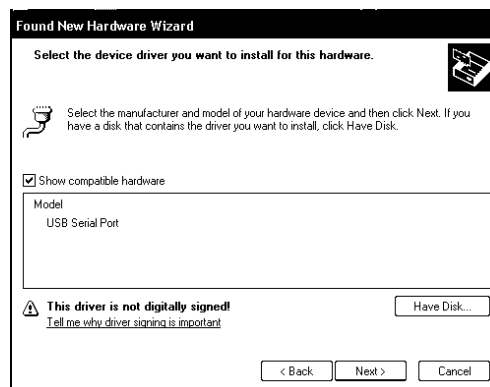 Found New Hardware Wizard
Select the device driver you want to install for this hardware.
Select the manufacturer and model of your hardware device and then click Next. If you
have a disk that contains the driver you want to install, click Have Disk.
Show compatible hardware
Model
USB Serial Port
This driver is not digitally signed!
Tell me why driver signing is important
Have Disk...
< Back
Next >
Cancel